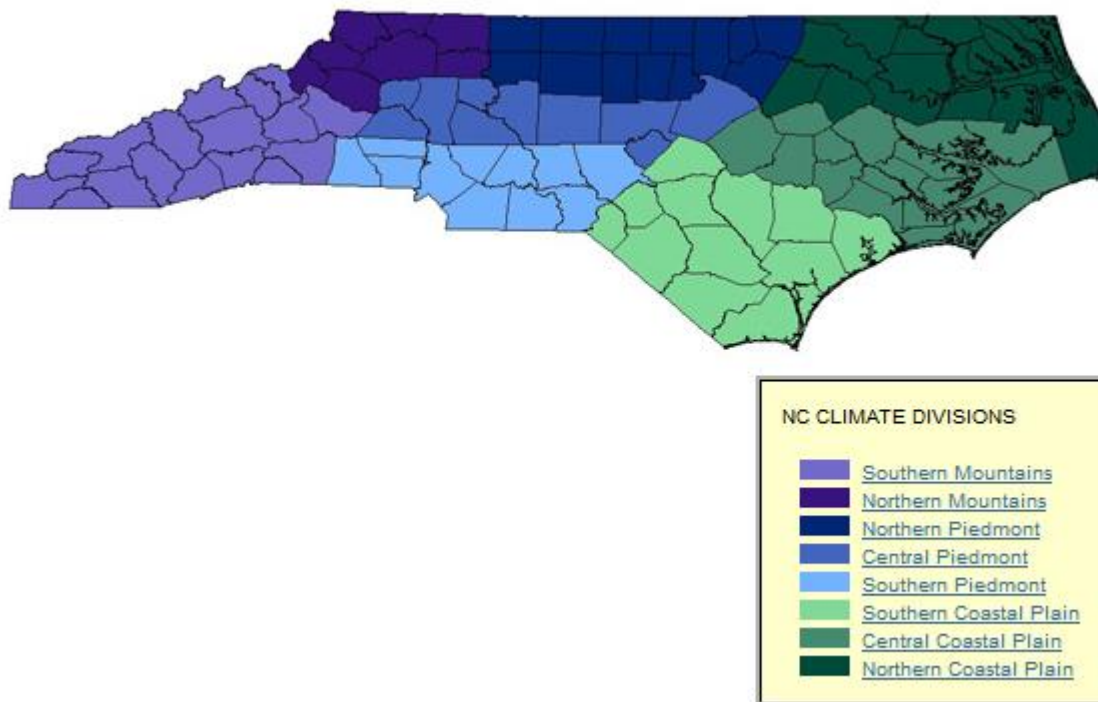 NC CLIMATE DIVISIONS
Southern Mountains
Northern Mountains
Northern Piedmont
Central Piedmont
Southern Piedmont
Southern Coastal Plain
Central Coastal Plain
Northern Coastal Plain